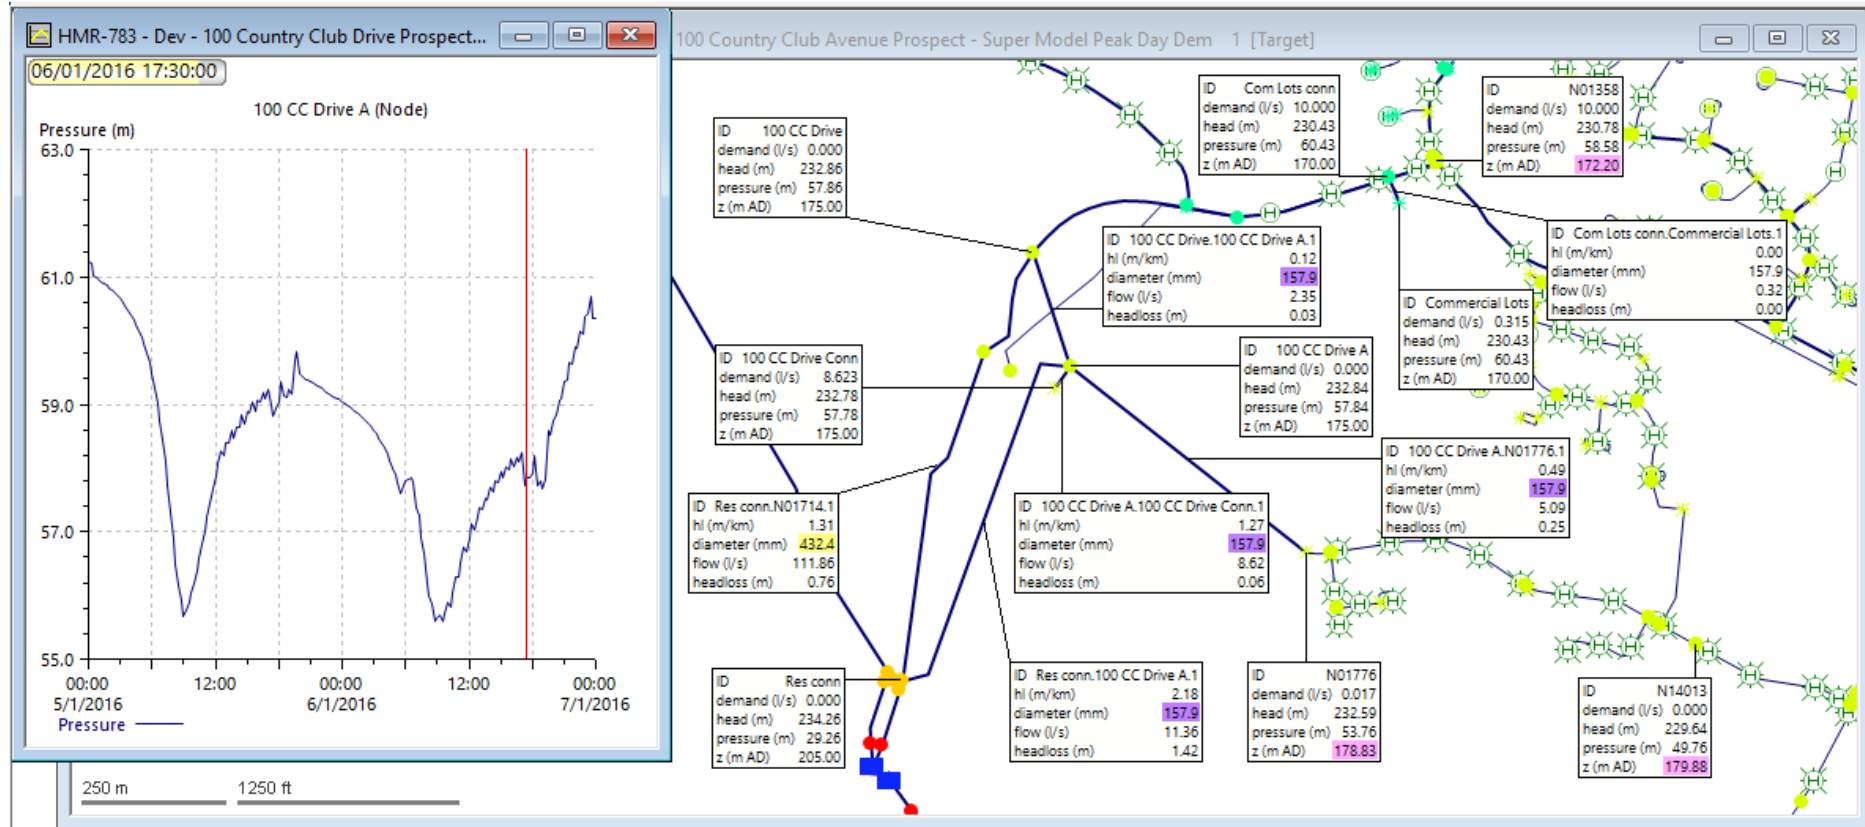 HMR-783 - Dev - 100 Country Club Drive Prospect...
06/01/2016 17:30:00
100 CC Drive A (Node)
Pressure (m)
63.0
61.0
59.0
57.0
55.0
00:00 12:00 00:00 12:00 00:00
5/1/2016 6/1/2016 7/1/2016
Pressure
100 Country Club Avenue Prospect - Super Model Peak Day Dem 1 [Target]
ID 100 CC Drive
demand (l/s) 0.000
head (m) 232.86
pressure (m) 57.86
z (m AD) 175.00
ID Com Lots conn
demand (l/s) 10.000
head (m) 230.43
pressure (m) 60.43
z (m AD) 170.00
ID N01358
demand (l/s) 10.000
head (m) 230.78
pressure (m) 58.58
z (m AD) 172.20
ID 100 CC Drive.100 CC Drive A.1
hl (m/km) 0.12
diameter (mm) 157.9
flow (l/s) 2.35
headloss (m) 0.03
ID Com Lots conn.Commercial Lots.1
hl (m/km) 0.00
diameter (mm) 157.9
flow (l/s) 0.32
headloss (m) 0.00
ID Commercial Lots
demand (l/s) 0.315
head (m) 230.43
pressure (m) 60.43
z (m AD) 170.00
ID 100 CC Drive Conn
demand (l/s) 8.623
head (m) 232.78
pressure (m) 57.78
z (m AD) 175.00
ID 100 CC Drive A
demand (l/s) 0.000
head (m) 232.84
pressure (m) 57.84
z (m AD) 175.00
ID 100 CC Drive A.N01776.1
hl (m/km) 0.49
diameter (mm) 157.9
flow (l/s) 5.09
headloss (m) 0.25
ID Res conn.N01714.1
hl (m/km) 1.31
diameter (mm) 432.4
flow (l/s) 111.86
headloss (m) 0.76
ID 100 CC Drive A.100 CC Drive Conn.1
hl (m/km) 1.27
diameter (mm) 157.9
flow (l/s) 8.62
headloss (m) 0.06
ID Res conn
demand (l/s) 0.000
head (m) 234.26
pressure (m) 29.26
z (m AD) 205.00
ID Res conn.100 CC Drive A.1
hl (m/km) 2.18
diameter (mm) 157.9
flow (l/s) 11.36
headloss (m) 1.42
ID N01776
demand (l/s) 0.017
head (m) 232.59
pressure (m) 53.76
z (m AD) 178.83
ID N14013
demand (l/s) 0.000
head (m) 229.64
pressure (m) 49.76
z (m AD) 179.88
250 m 1250 ft